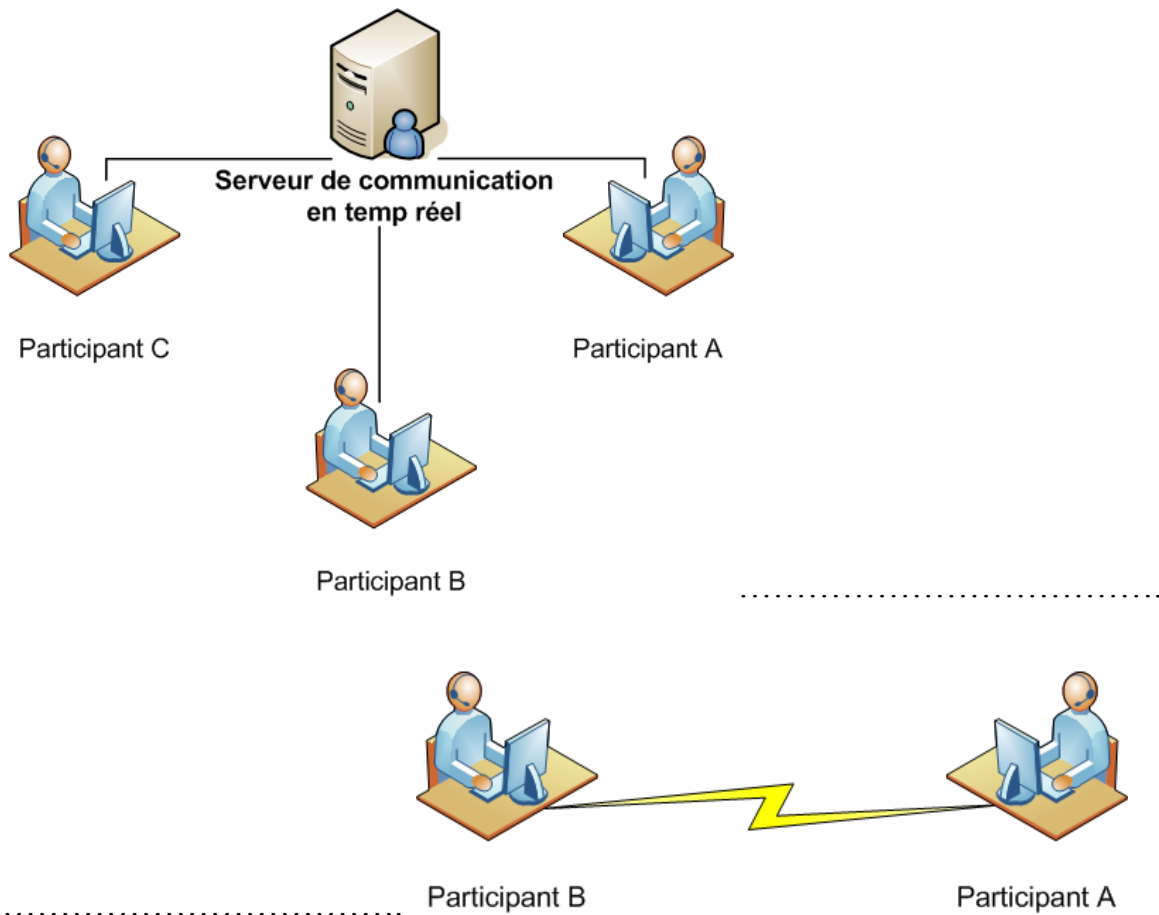 Serveur de communication
en temp réel
Participant C
Participant A
Participant B
....................................
Participant B
Participant A
...................................